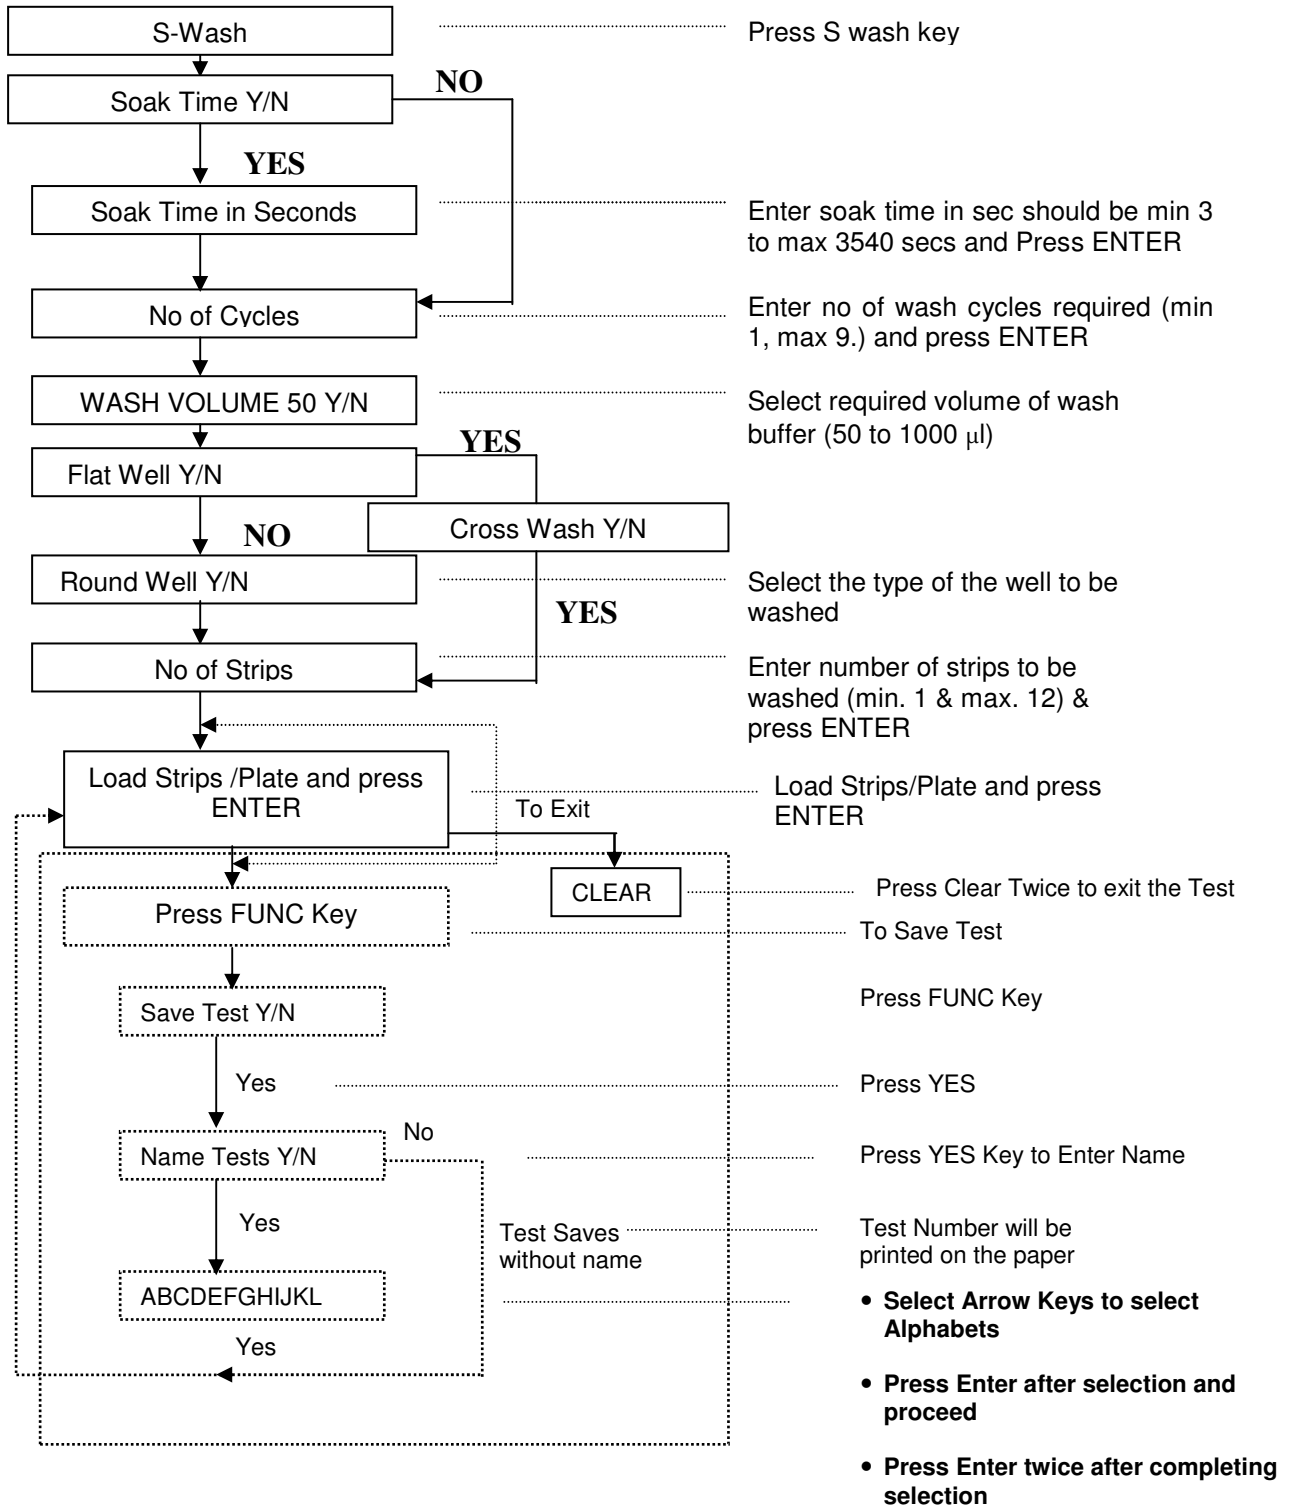 S-Wash
Press S wash key
Soak Time Y/N
NO
YES
Soak Time in Seconds
Enter soak time in sec should be min 3
to max 3540 secs and Press ENTER
No of Cycles
Enter no of wash cycles required (min
1, max 9.) and press ENTER
WASH VOLUME 50 Y/N
Select required volume of wash
buffer (50 to 1000 µl)
YES
Flat Well Y/N
Cross Wash Y/N
NO
Round Well Y/N
Select the type of the well to be
washed
YES
No of Strips
Enter number of strips to be
washed (min. 1 & max. 12) &
press ENTER
Load Strips /Plate and press
ENTER
To Exit
Load Strips/Plate and press
ENTER
CLEAR
Press Clear Twice to exit the Test
Press FUNC Key
To Save Test
Save Test Y/N
Press FUNC Key
Yes
Press YES
No
Name Tests Y/N
Press YES Key to Enter Name
Yes
Test Saves
without name
Test Number will be
printed on the paper
ABCDEFGHIJKL
• Select Arrow Keys to select
Alphabets
Yes
• Press Enter after selection and
proceed
• Press Enter twice after completing
selection